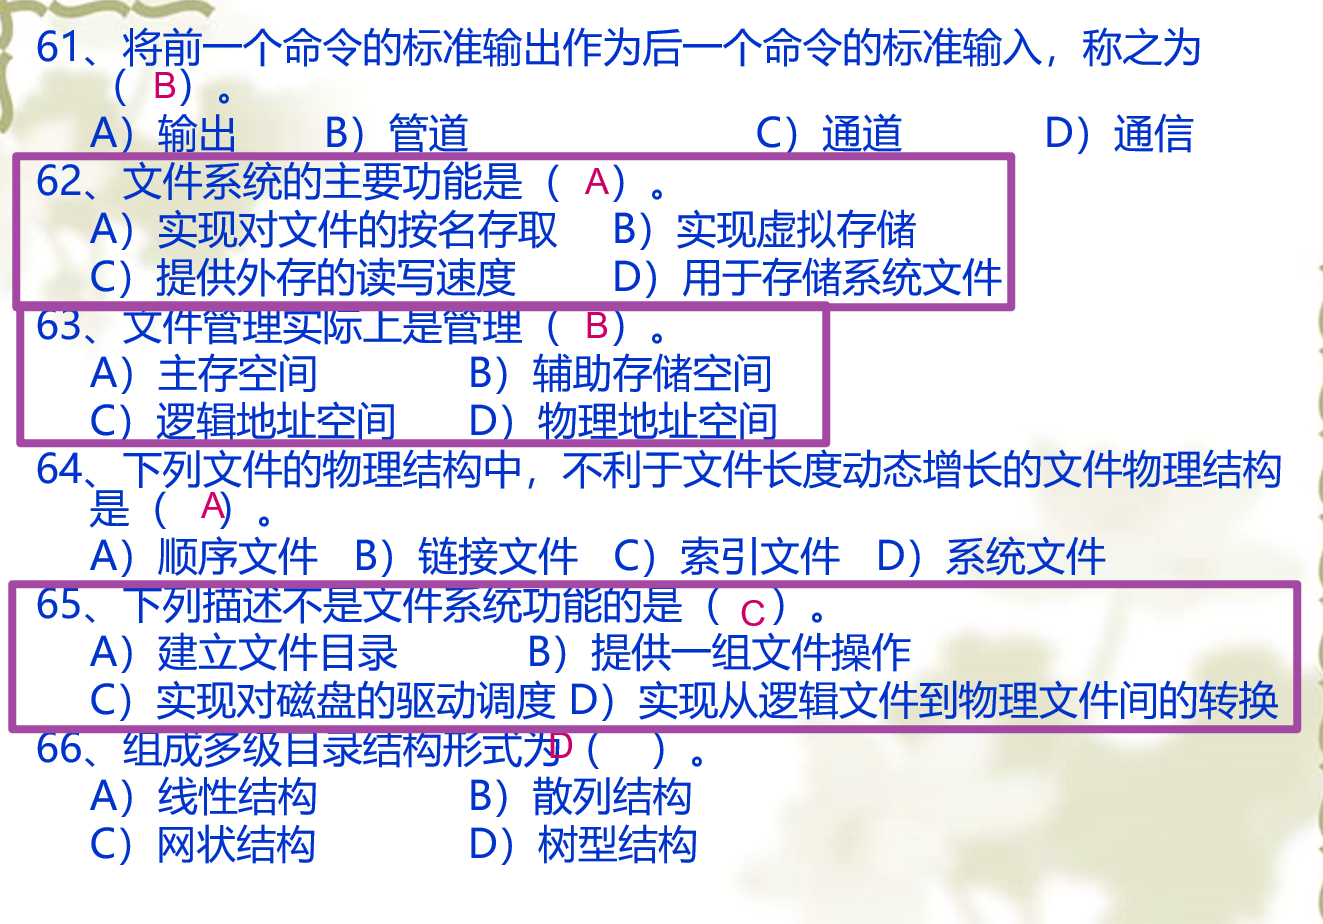 61、将前一个命令的标准输出作为后一个命令的标准输入，称之为
（ B）。
A）输出 B）管道 C）通道 D）通信
62、文件系统的主要功能是（ A）。
A）实现对文件的按名存取 B）实现虚拟存储
C）提供外存的读写速度 D）用于存储系统文件
63、文件管理实际上是管理（ B）。
A）主存空间 B）辅助存储空间
C）逻辑地址空间 D）物理地址空间
64、下列文件的物理结构中，不利于文件长度动态增长的文件物理结构
是（ A）。
A）顺序文件 B）链接文件 C）索引文件 D）系统文件
65、下列描述不是文件系统功能的是（ C）。
A）建立文件目录 B）提供一组文件操作
C）实现对磁盘的驱动调度 D）实现从逻辑文件到物理文件间的转换
66、组成多级目录结构形式为D（ ）。
A）线性结构 B）散列结构
C）网状结构 D）树型结构